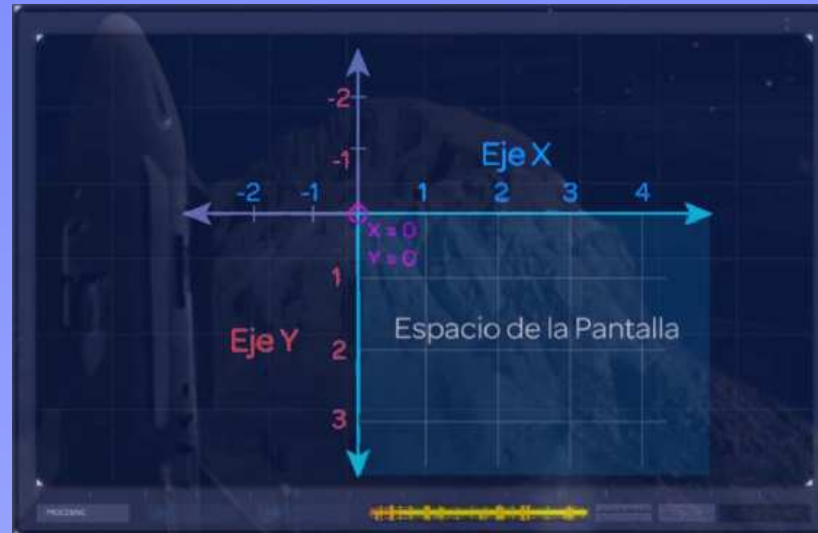 -2
-1
Eje X
-2 -1 1 2 3 4
X = 0
Y = 0
1
Eje Y
2
Espacio de la Pantalla
3